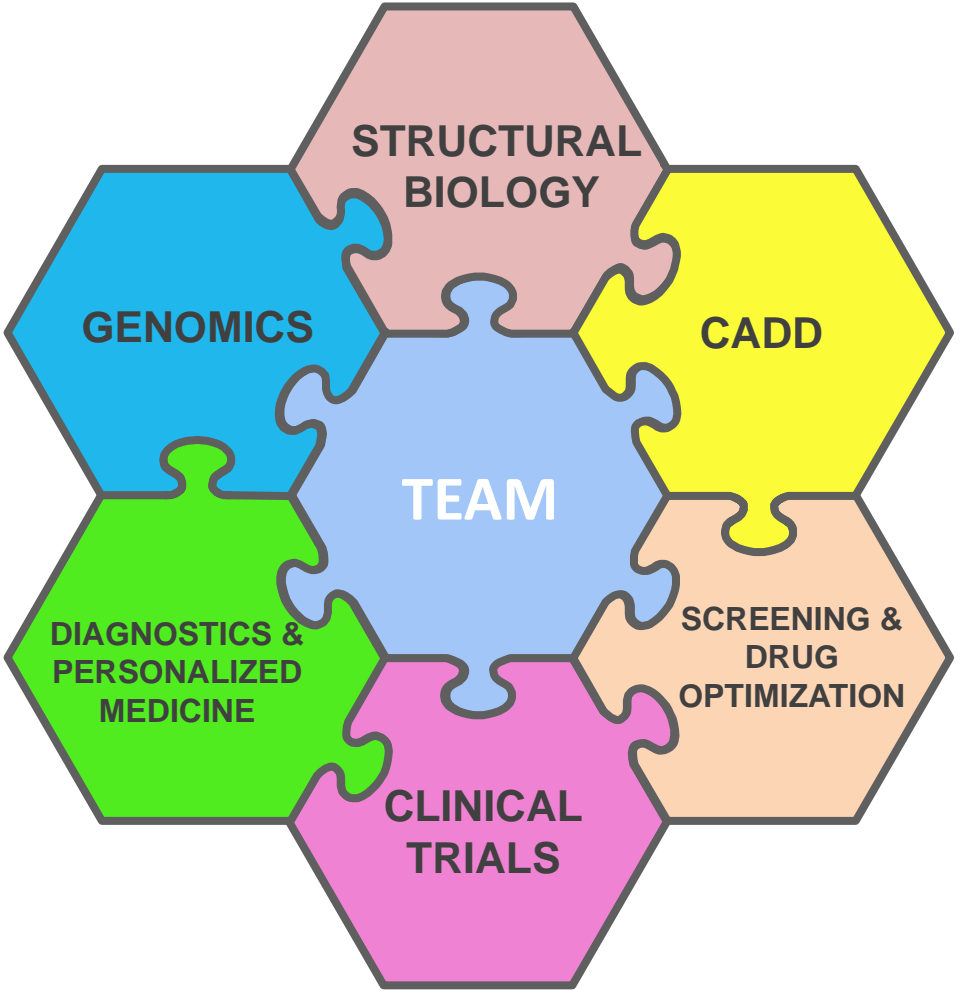 STRUCTURAL
BIOLOGY
GENOMICS
CADD
TEAM
DIAGNOSTICS &
PERSONALIZED
MEDICINE
SCREENING &
DRUG
OPTIMIZATION
CLINICAL
TRIALS